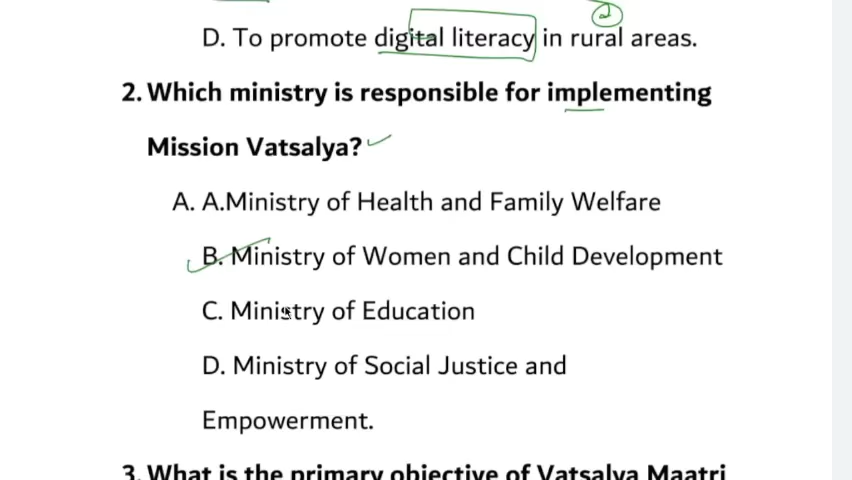 D. To promote digital literacy in rural areas.
2. Which ministry is responsible for implementing
Mission Vatsalya?
A. A.Ministry of Health and Family Welfare
B. Ministry of Women and Child Development
C. Ministry of Education
D. Ministry of Social Justice and
Empowerment.
3. What is the primary objective of Vatsalya Maatri